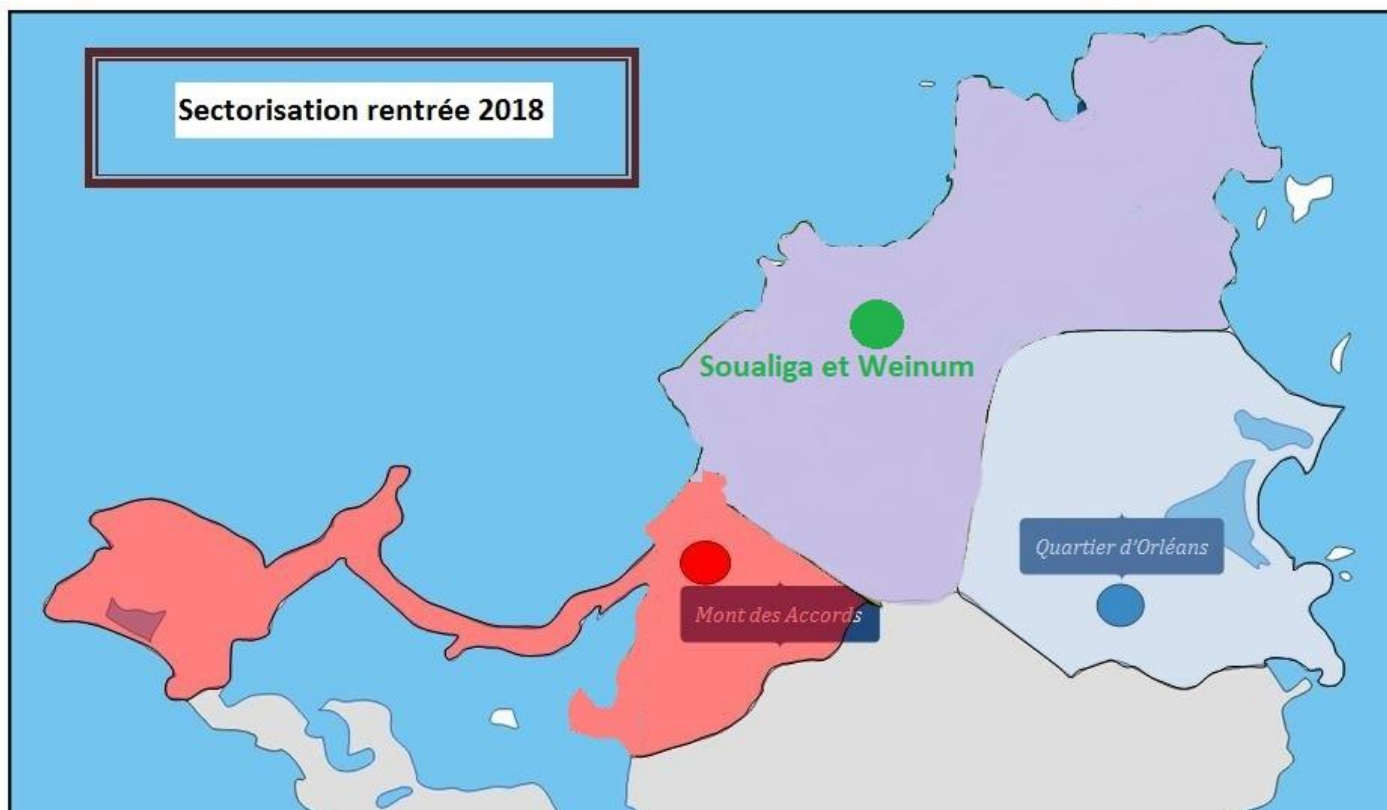 Sectorisation rentrée 2018
Soualiga et Weinum
Quartier d'Orléans
Mont des Accords